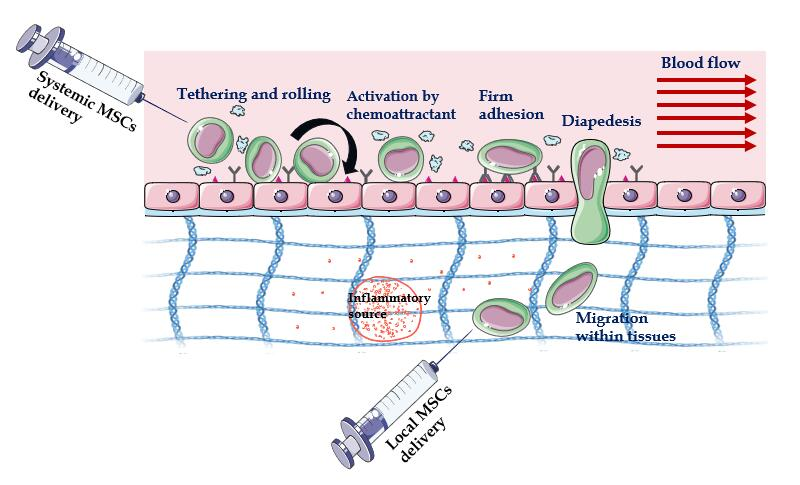 Systemic MSCs
delivery
Tethering and rolling
Activation by
chemoattractant
Firm
adhesion
Diapedesis
Blood flow
Inflammatory
source
Migration
within tissues
Local MSCs
delivery